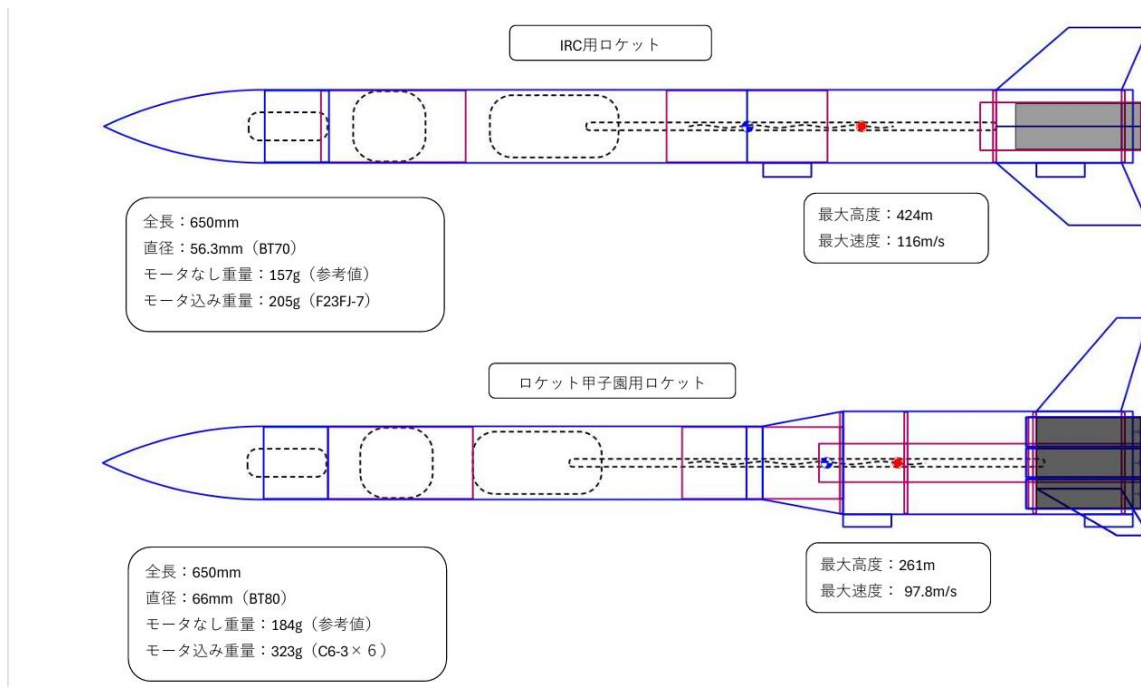 IRC用ロケット
全長：650mm
直径：56.3mm（BT70）
モータなし重量：157g（参考値）
モータ込み重量：205g（F23FJ-7）
最大高度：424m
最大速度：116m/s
ロケット甲子園用ロケット
全長：650mm
直径：66mm（BT80）
モータなし重量：184g（参考値）
モータ込み重量：323g（C6-3×６）
最大高度：261m
最大速度： 97.8m/s